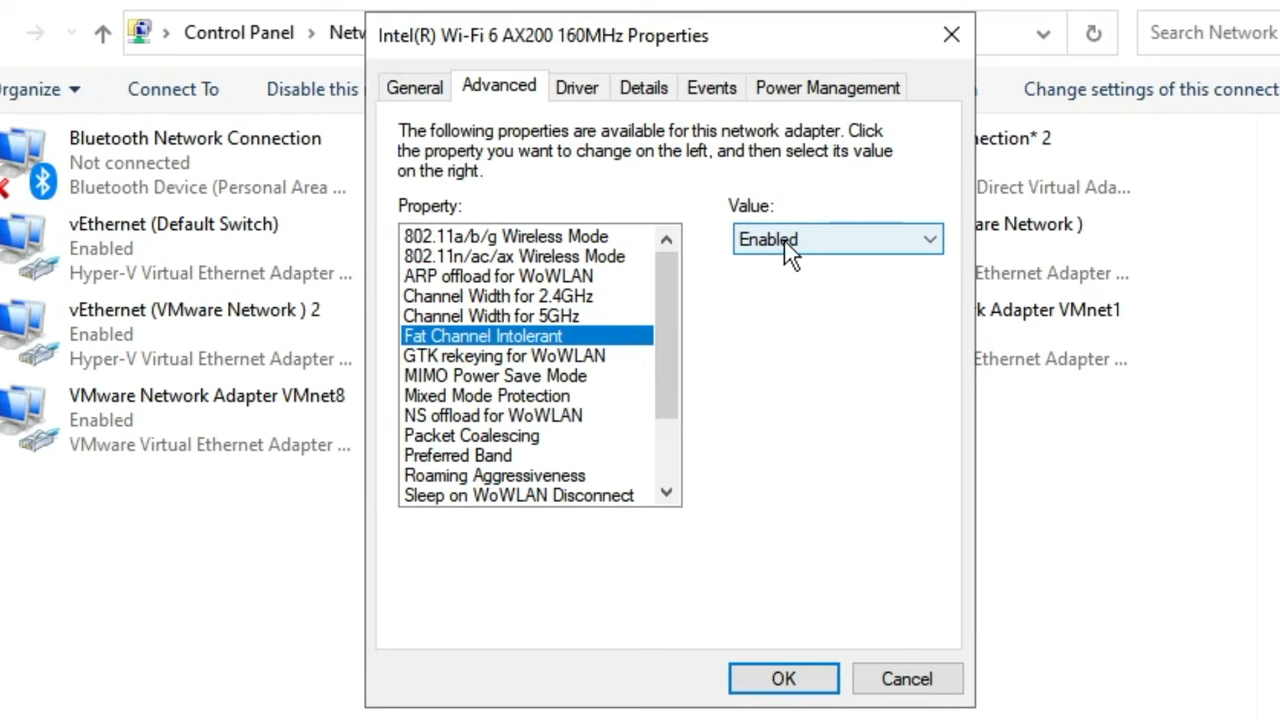 Control Panel
Netw
Search Network
Intel(R) Wi-Fi 6 AX200 160MHz Properties
rganize
Connect To
Disable this
Change settings of this connect
General
Advanced
Driver
Details
Events
Power Management
The following properties are available for this network adapter. Click
the property you want to change on the left, and then select its value
on the right.
Property:
802.11a/b/g Wireless Mode
802.11n/ac/ax Wireless Mode
ARP offload for WoWLAN
Channel Width for 2.4GHz
Channel Width for 5GHz
Fat Channel Intolerant
GTK rekeying for WoWLAN
MIMO Power Save Mode
Mixed Mode Protection
NS offload for WoWLAN
Packet Coalescing
Preferred Band
Roaming Aggressiveness
Sleep on WoWLAN Disconnect
Value:
Enabled
OK
Cancel
Bluetooth Network Connection
Not connected
Bluetooth Device (Personal Area ...
vEthernet (Default Switch)
Enabled
Hyper-V Virtual Ethernet Adapter ...
vEthernet (VMware Network ) 2
Enabled
Hyper-V Virtual Ethernet Adapter ...
VMware Network Adapter VMnet8
Enabled
VMware Virtual Ethernet Adapter ...
nection* 2
Direct Virtual Ada...
are Network )
Ethernet Adapter ...
k Adapter VMnet1
Ethernet Adapter ...